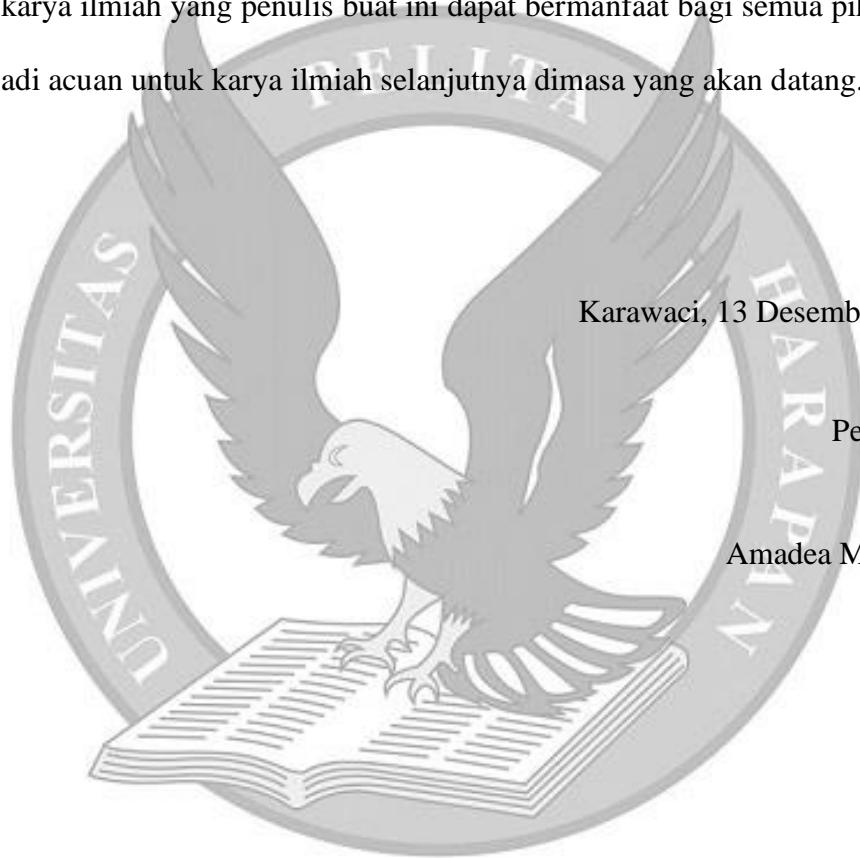 karya ilmiah yang penulis buat ini dapat bermanfaat bagi semua
adi acuan untuk karya ilmiah selanjutnya dimasa yang akan datang.
UNIVERSITAS PELITA HARAPAN
Karawaci, 13 Desemb
Pe
Amadea M